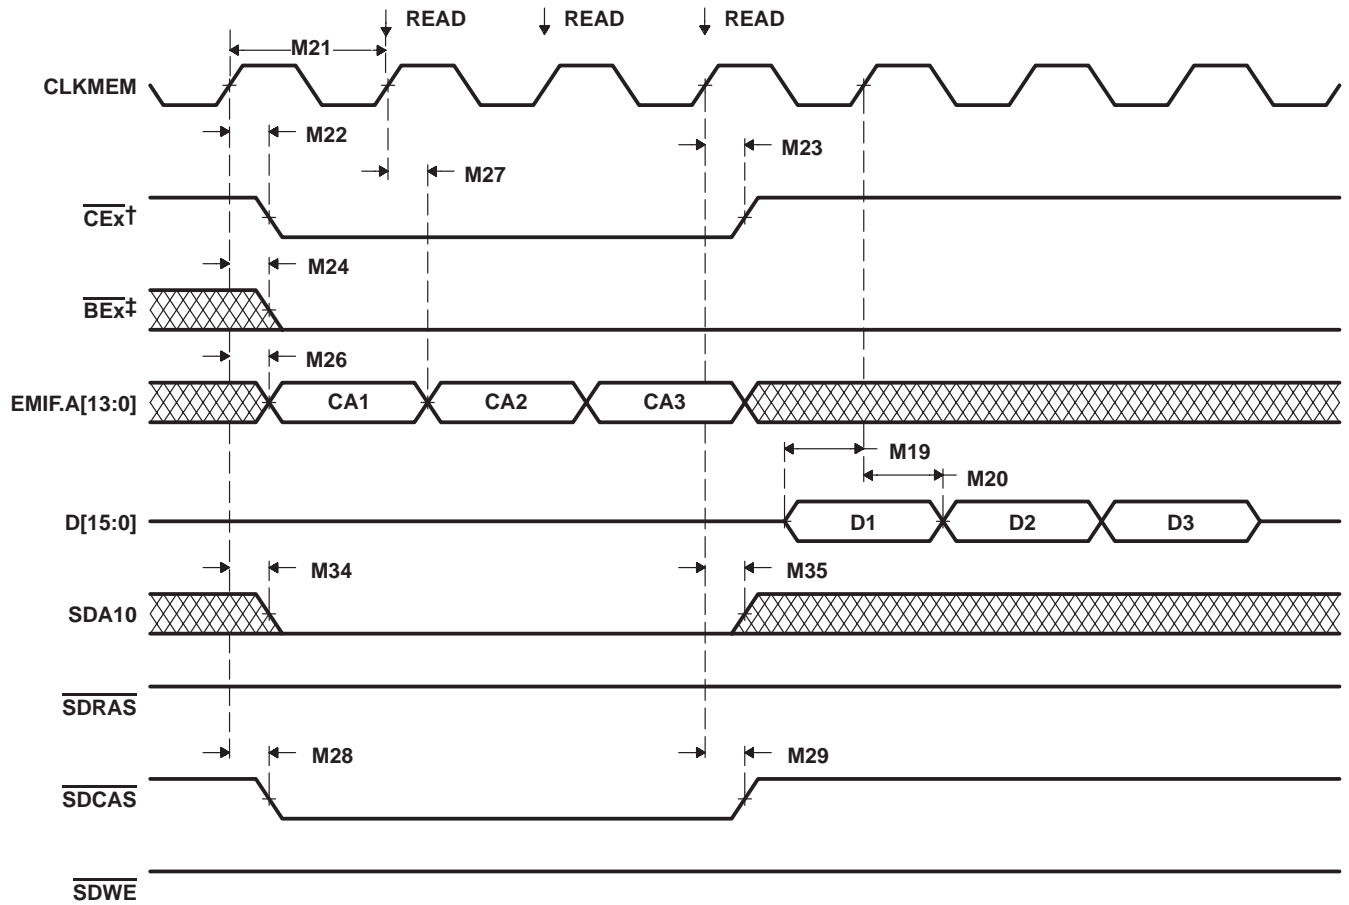 READ READ READ
M21
CLKMEM
M22
M23
M27
CEx†
M24
BEx‡
M26
EMIF.A[13:0] CA1 CA2 CA3
M19
M20
D[15:0] D1 D2 D3
M34 M35
SDA10
SDRAS
M28 M29
SDCAS
SDWE